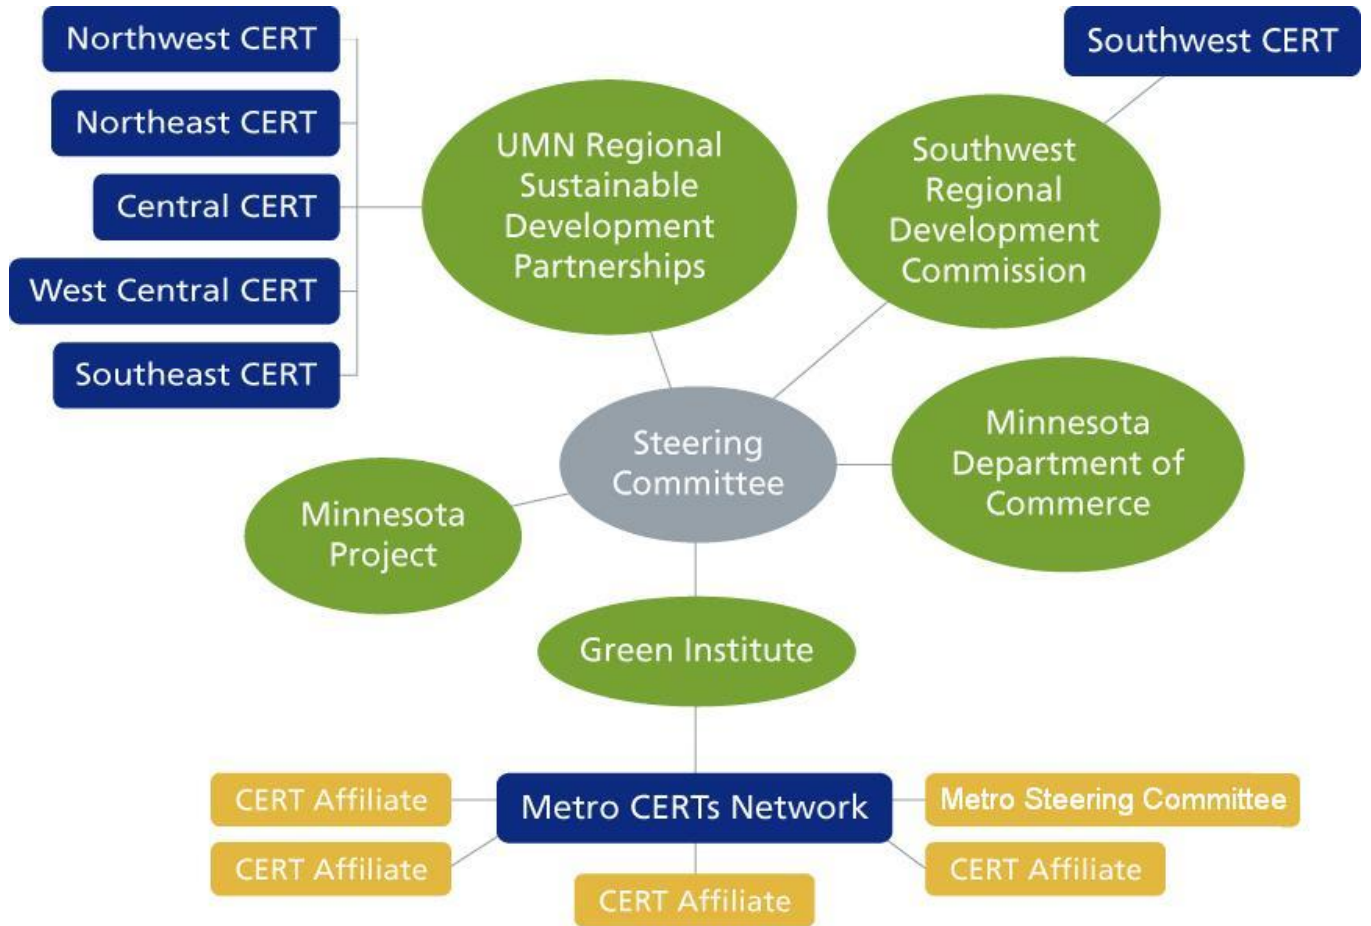 Northwest CERT
Northeast CERT
Central CERT
West Central CERT
Southeast CERT
UMN Regional
Sustainable
Development
Partnerships
Southwest CERT
Southwest
Regional
Development
Commission
Steering
Committee
Minnesota
Department of
Commerce
Minnesota
Project
Green Institute
Metro CERTs Network
CERT Affiliate
CERT Affiliate
CERT Affiliate
Metro Steering Committee
CERT Affiliate